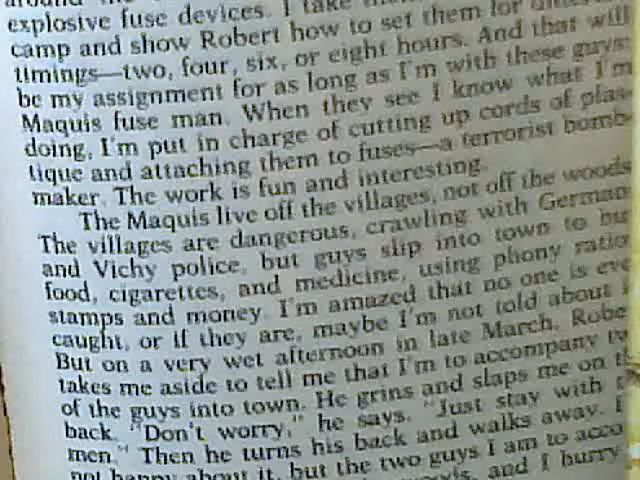 explosive fuse devices. I take
camp and show Robert how to set them for
timings—two, four, six, or eight hours. And that will
be my assignment for as long as I'm with these guys:
Maquis fuse man. When they see I know what I'm
doing, I'm put in charge of cutting up cords of plas-
tique and attaching them to fuses—a terrorist bomb-
maker. The work is fun and interesting.
The Maquis live off the villages, not off the woods
The villages are dangerous, crawling with German
and Vichy police, but guys slip into town to
food, cigarettes, and medicine, using phony
stamps and money. I'm amazed that no one is
caught, or if they are, maybe I'm not told about
But on a very wet afternoon in late March,
takes me aside to tell me that I'm to accompany
of the guys into town. He grins and slaps me on
back. "Don't worry," he says. "Just stay with
men." Then he turns his back and walks away.
not happy about it, but the two guys I am to
and I hurry